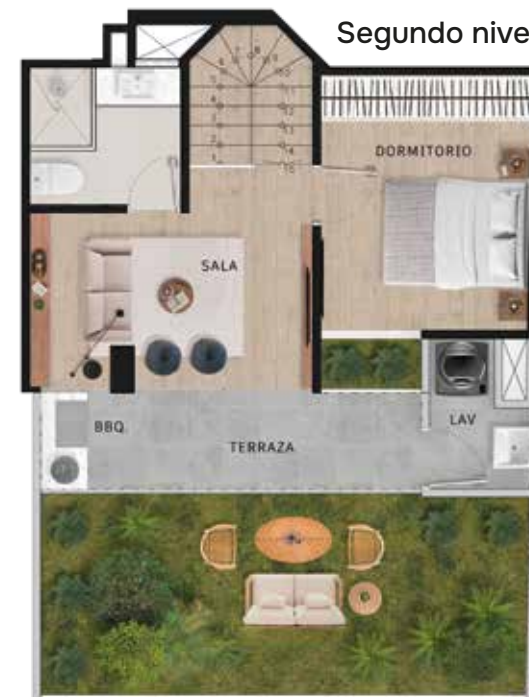 Segundo nive
DORMITORIO
SALA
BBQ.
LAV
TERRAZA